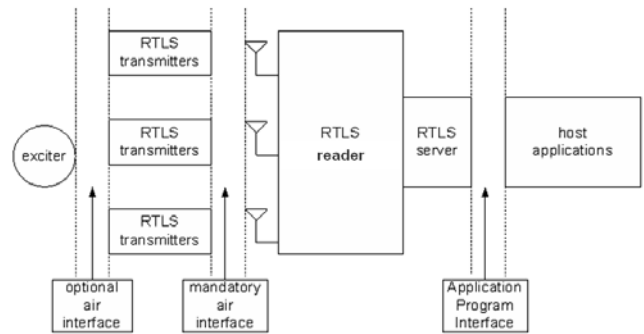 RTLS
transmitters
exciter
RTLS
transmitters
RTLS
transmitters
RTLS
reader
RTLS
server
host
applications
optional
air
interface
mandatory
air
interface
Application
Program
Interface